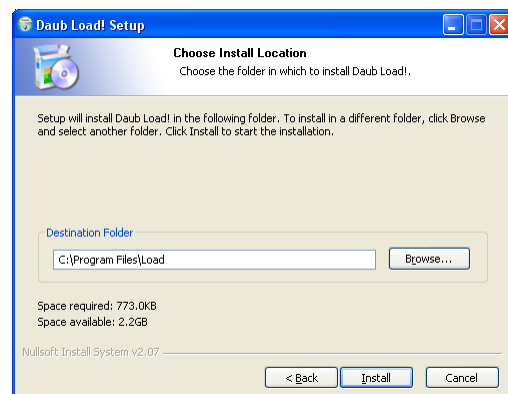 Daub Load! Setup
Choose Install Location
Choose the folder in which to install Daub Load!.
Setup will install Daub Load! in the following folder. To install in a different folder, click Browse
and select another folder. Click Install to start the installation.
Destination Folder
C:\Program Files\Load
Browse...
Space required: 773.0KB
Space available: 2.2GB
Nullsoft Install System v2.07
< Back
Install
Cancel